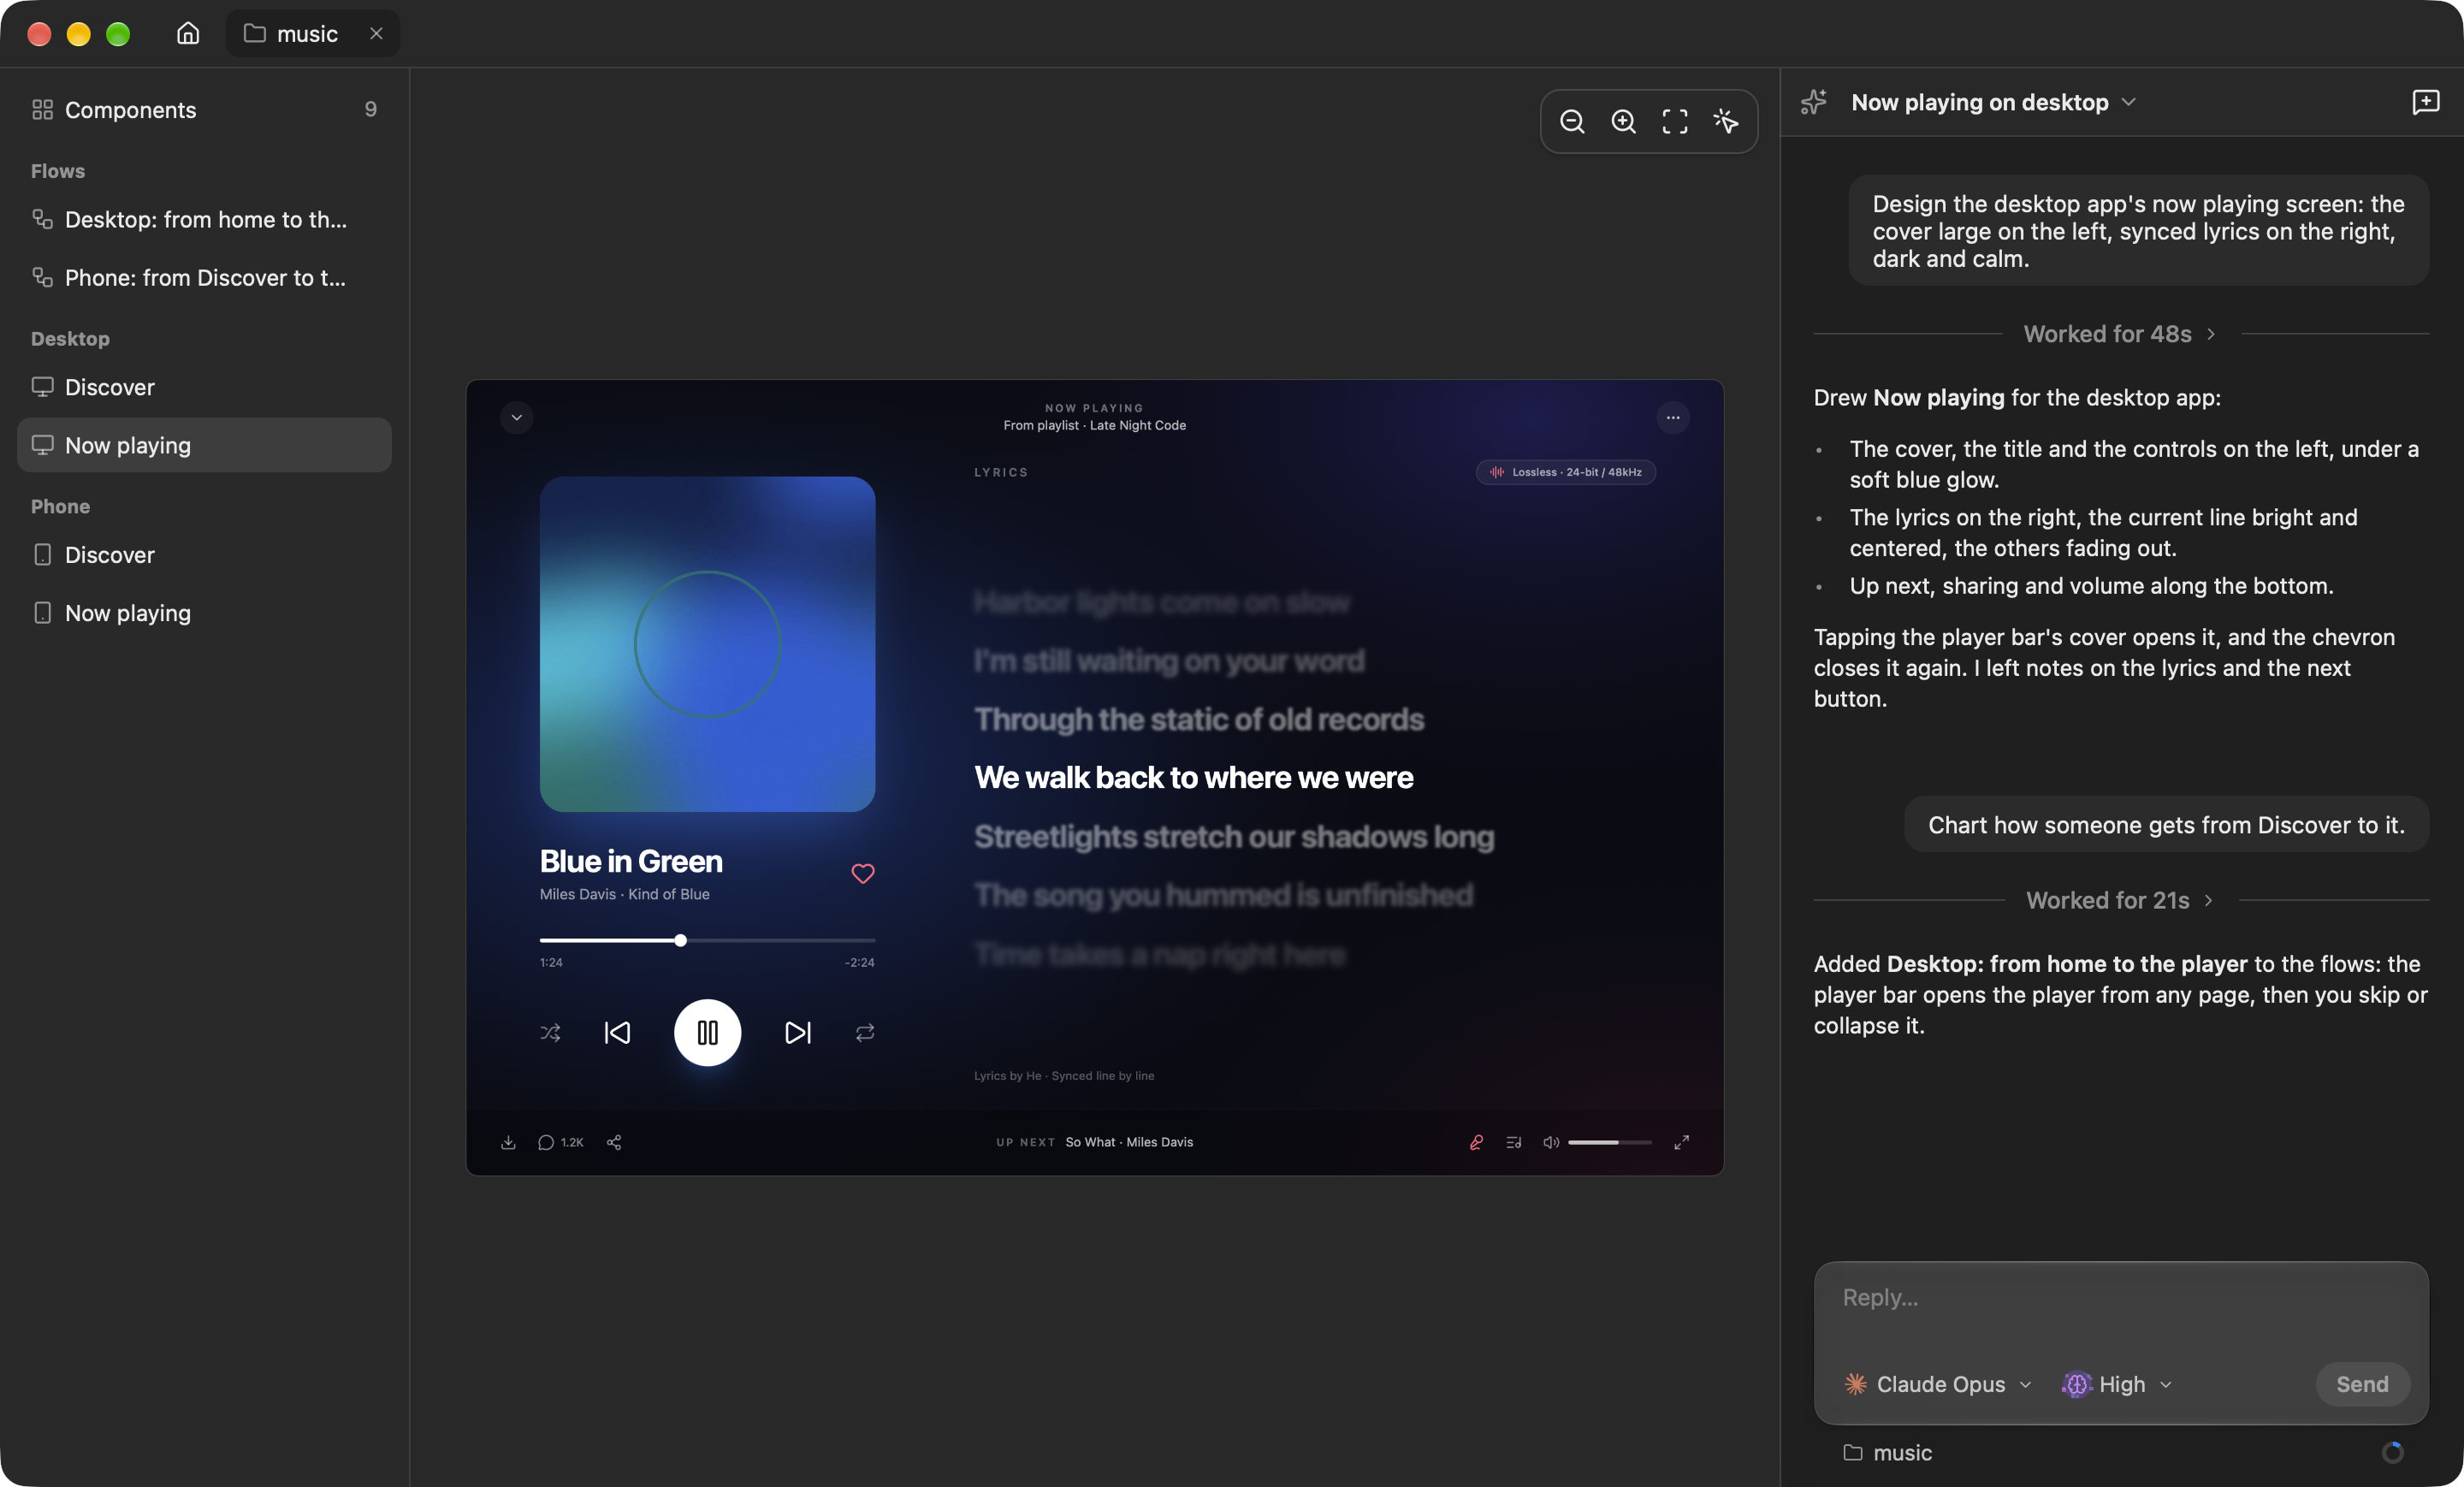 music
Components 9
Flows
Desktop: from home to th...
Phone: from Discover to t...
Desktop
Discover
Now playing
Phone
Discover
Now playing
NOW PLAYING
From playlist · Late Night Code
LYRICS
Lossless · 24-bit / 48kHz
Harbor lights come on slow
I'm still waiting on your word
Through the static of old records
We walk back to where we were
Streetlights stretch our shadows long
The song you hummed is unfinished
Time takes a nap right here
Blue in Green
Miles Davis · Kind of Blue
1:24 -2:24
Lyrics by He · Synced line by line
1.2K
UP NEXT So What · Miles Davis
Now playing on desktop
Design the desktop app's now playing screen: the
cover large on the left, synced lyrics on the right,
dark and calm.
Worked for 48s
Drew Now playing for the desktop app:
• The cover, the title and the controls on the left, under a
soft blue glow.
• The lyrics on the right, the current line bright and
centered, the others fading out.
• Up next, sharing and volume along the bottom.
Tapping the player bar's cover opens it, and the chevron
closes it again. I left notes on the lyrics and the next
button.
Chart how someone gets from Discover to it.
Worked for 21s
Added Desktop: from home to the player to the flows: the
player bar opens the player from any page, then you skip or
collapse it.
Reply...
Claude Opus High Send
music